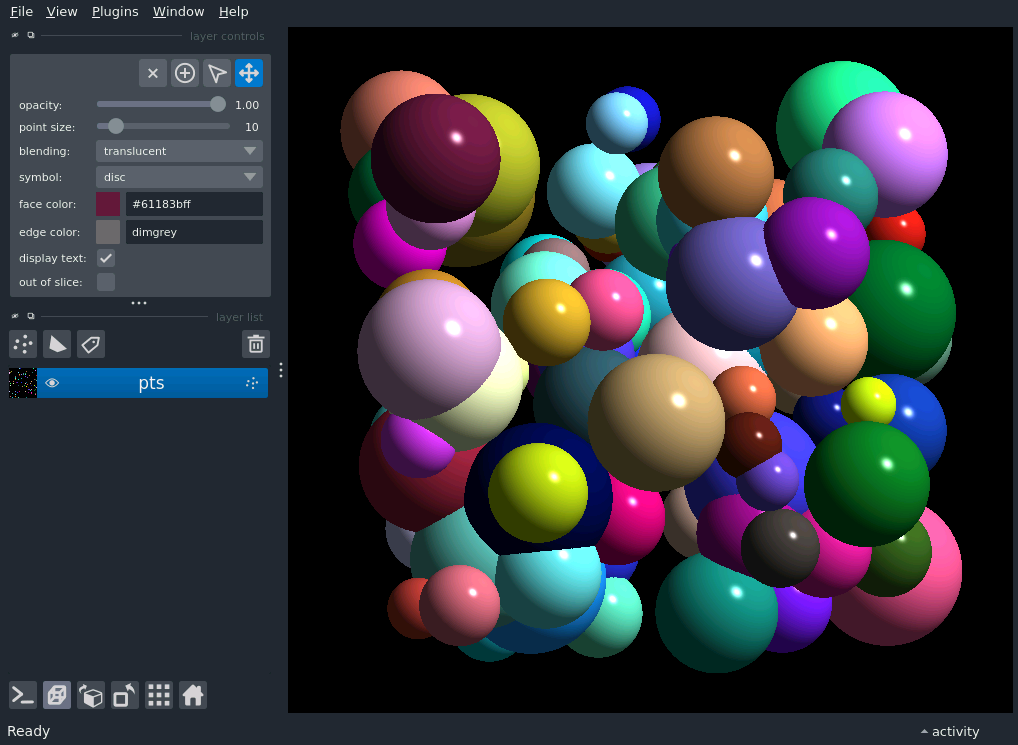 File View Plugins Window Help
layer controls
opacity: 1.00
point size: 10
blending: translucent
symbol: disc
face color: #61183bff
edge color: dimgrey
display text:
out of slice:
layer list
pts
Ready activity